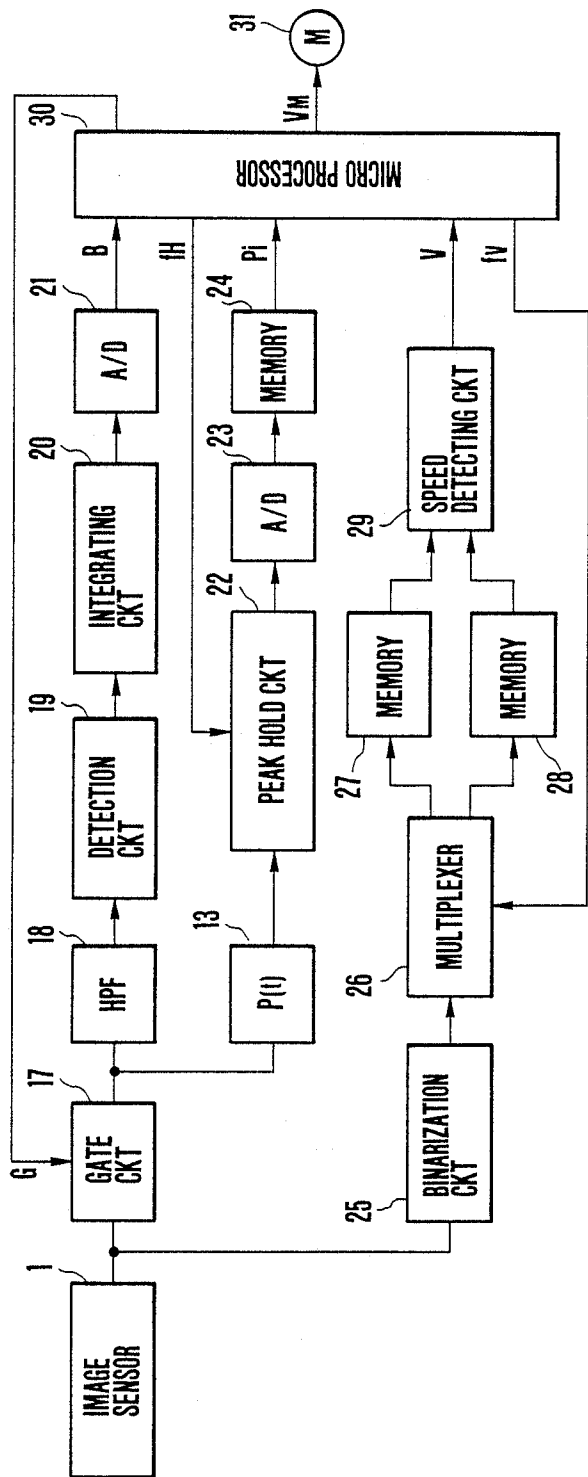 1
IMAGE
SENSOR
G
17
GATE
CKT
18
HPF
19
DETECTION
CKT
20
INTEGRATING
CKT
21
A/D
B
30
MICRO PROCESSOR
fH
13
P(t)
22
PEAK HOLD CKT
23
A/D
24
MEMORY
Pi
VM
31
M
25
BINARIZATION
CKT
26
MULTIPLEXER
27
MEMORY
28
MEMORY
29
SPEED
DETECTING CKT
V
fv